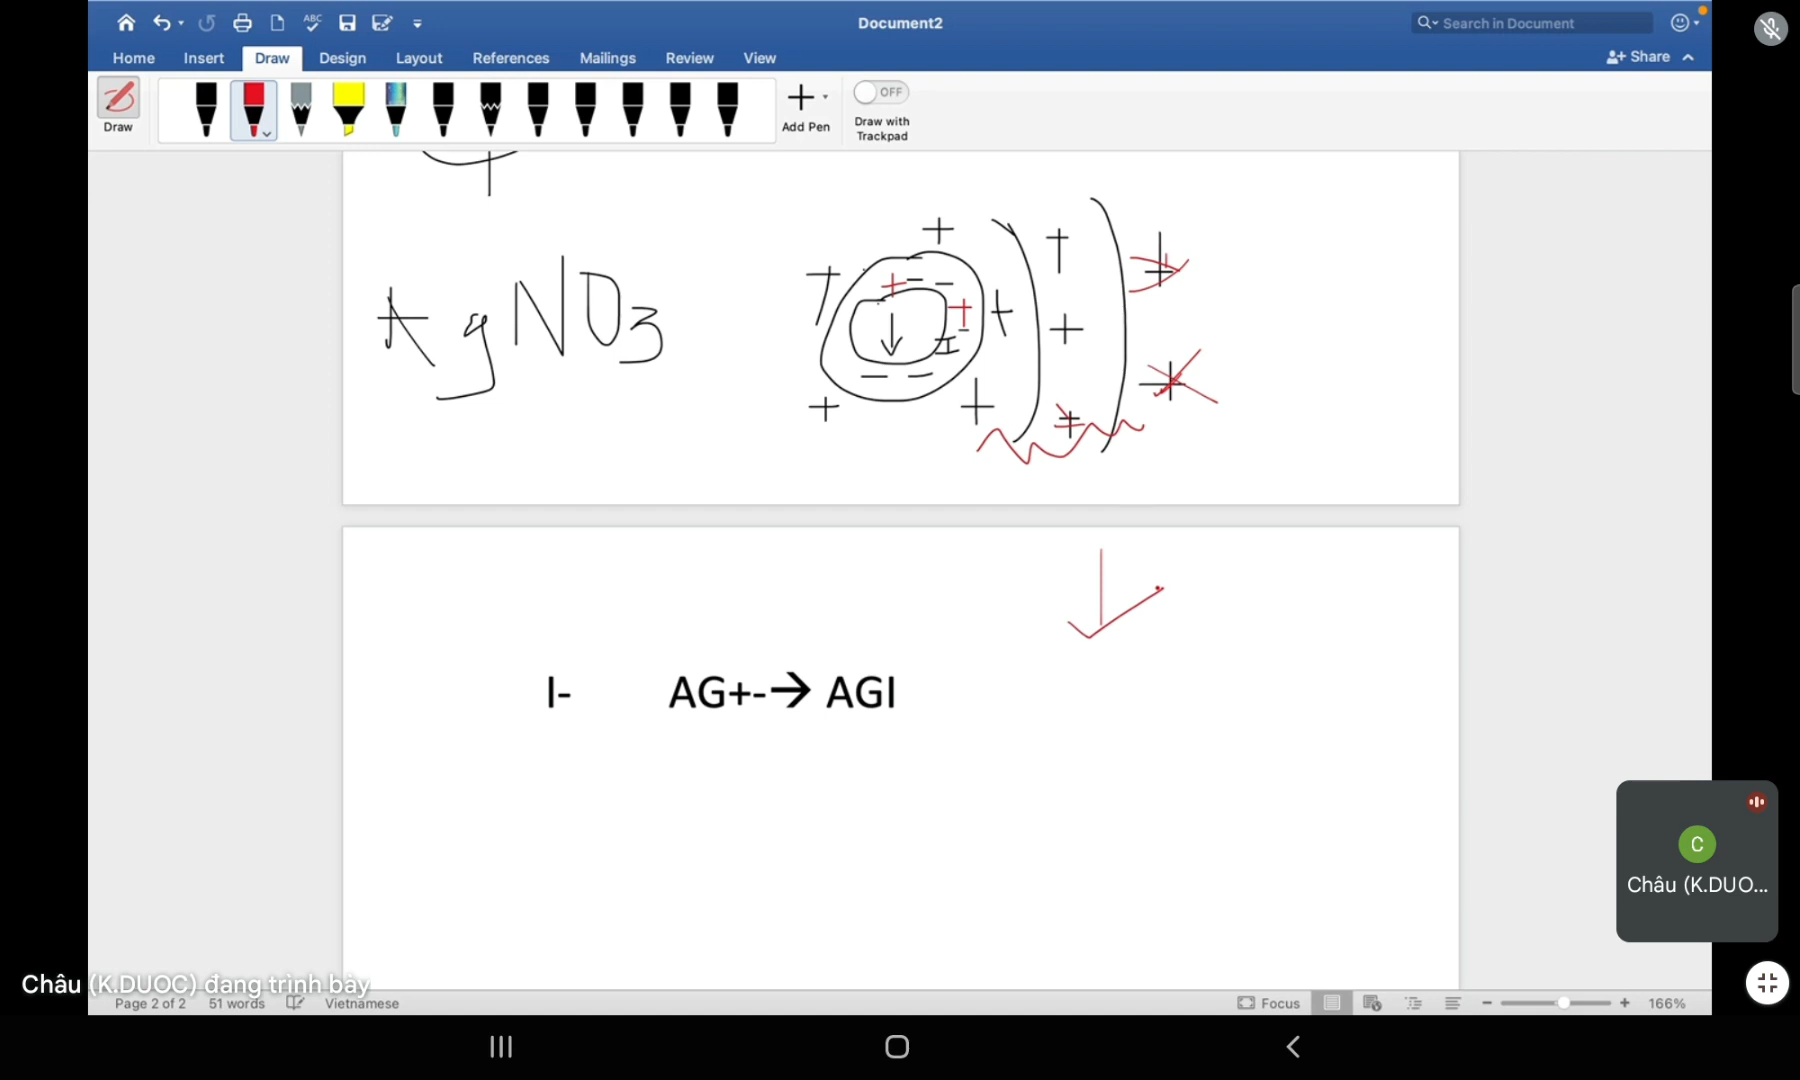 Document2
Search in Document
Home Insert Draw Design Layout References Mailings Review View
Share
ABC
Draw
Add Pen
OFF
Draw with
Trackpad
AgNO3
I-
I- AG+-→ AGI
C
Châu (K.DUO...
Châu (K.DUOC) đang trình bày
Page 2 of 2 51 words Vietnamese
Focus
166%